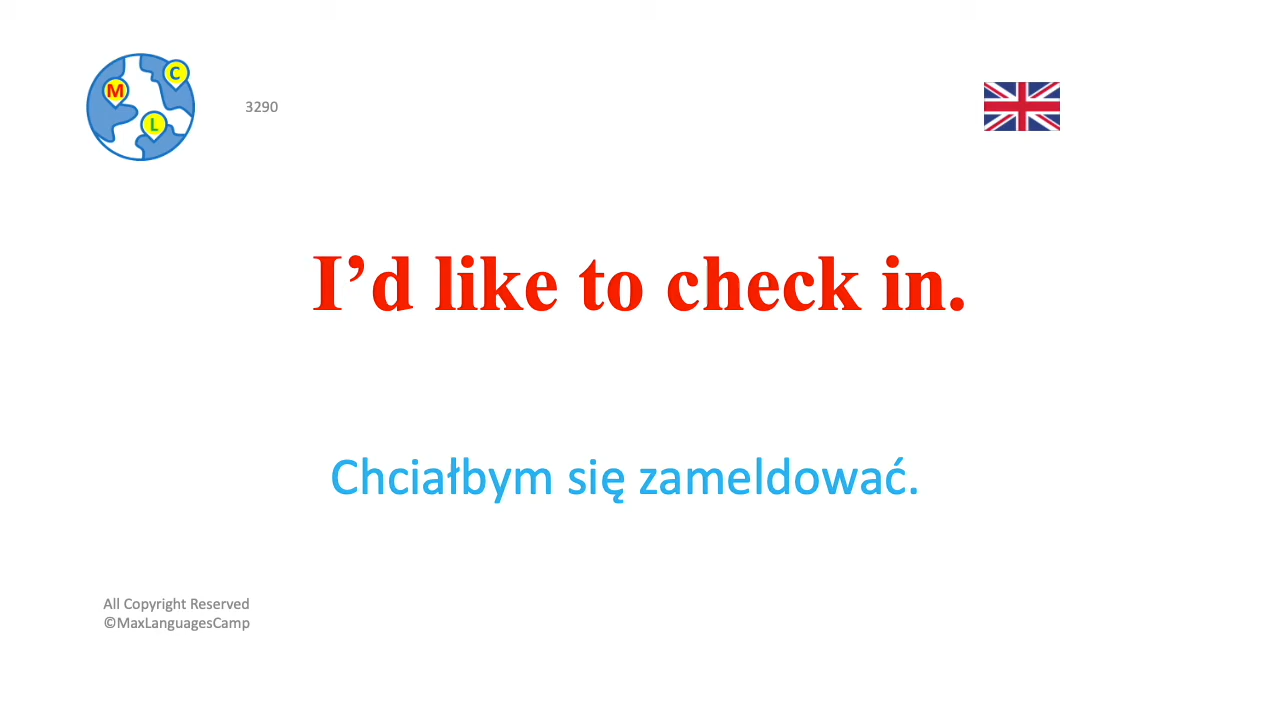 C
M
L
3290
I’d like to check in.
Chciałbym się zameldować.
All Copyright Reserved
©MaxLanguagesCamp